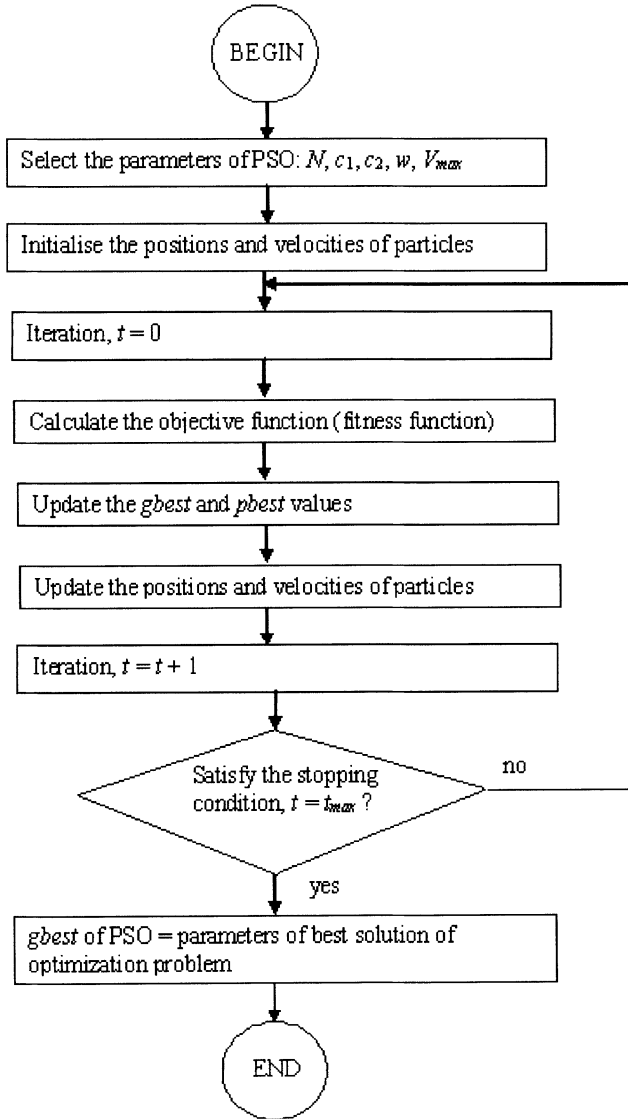 BEGIN
Select the parameters of PSO: N, c1, c2, w, Vmax
Initialise the positions and velocities of particles
Iteration, t = 0
Calculate the objective function (fitness function)
Update the gbest and pbest values
Update the positions and velocities of particles
Iteration, t = t + 1
Satisfy the stopping
condition, t = tmax ?
no
yes
gbest of PSO = parameters of best solution of
optimization problem
END